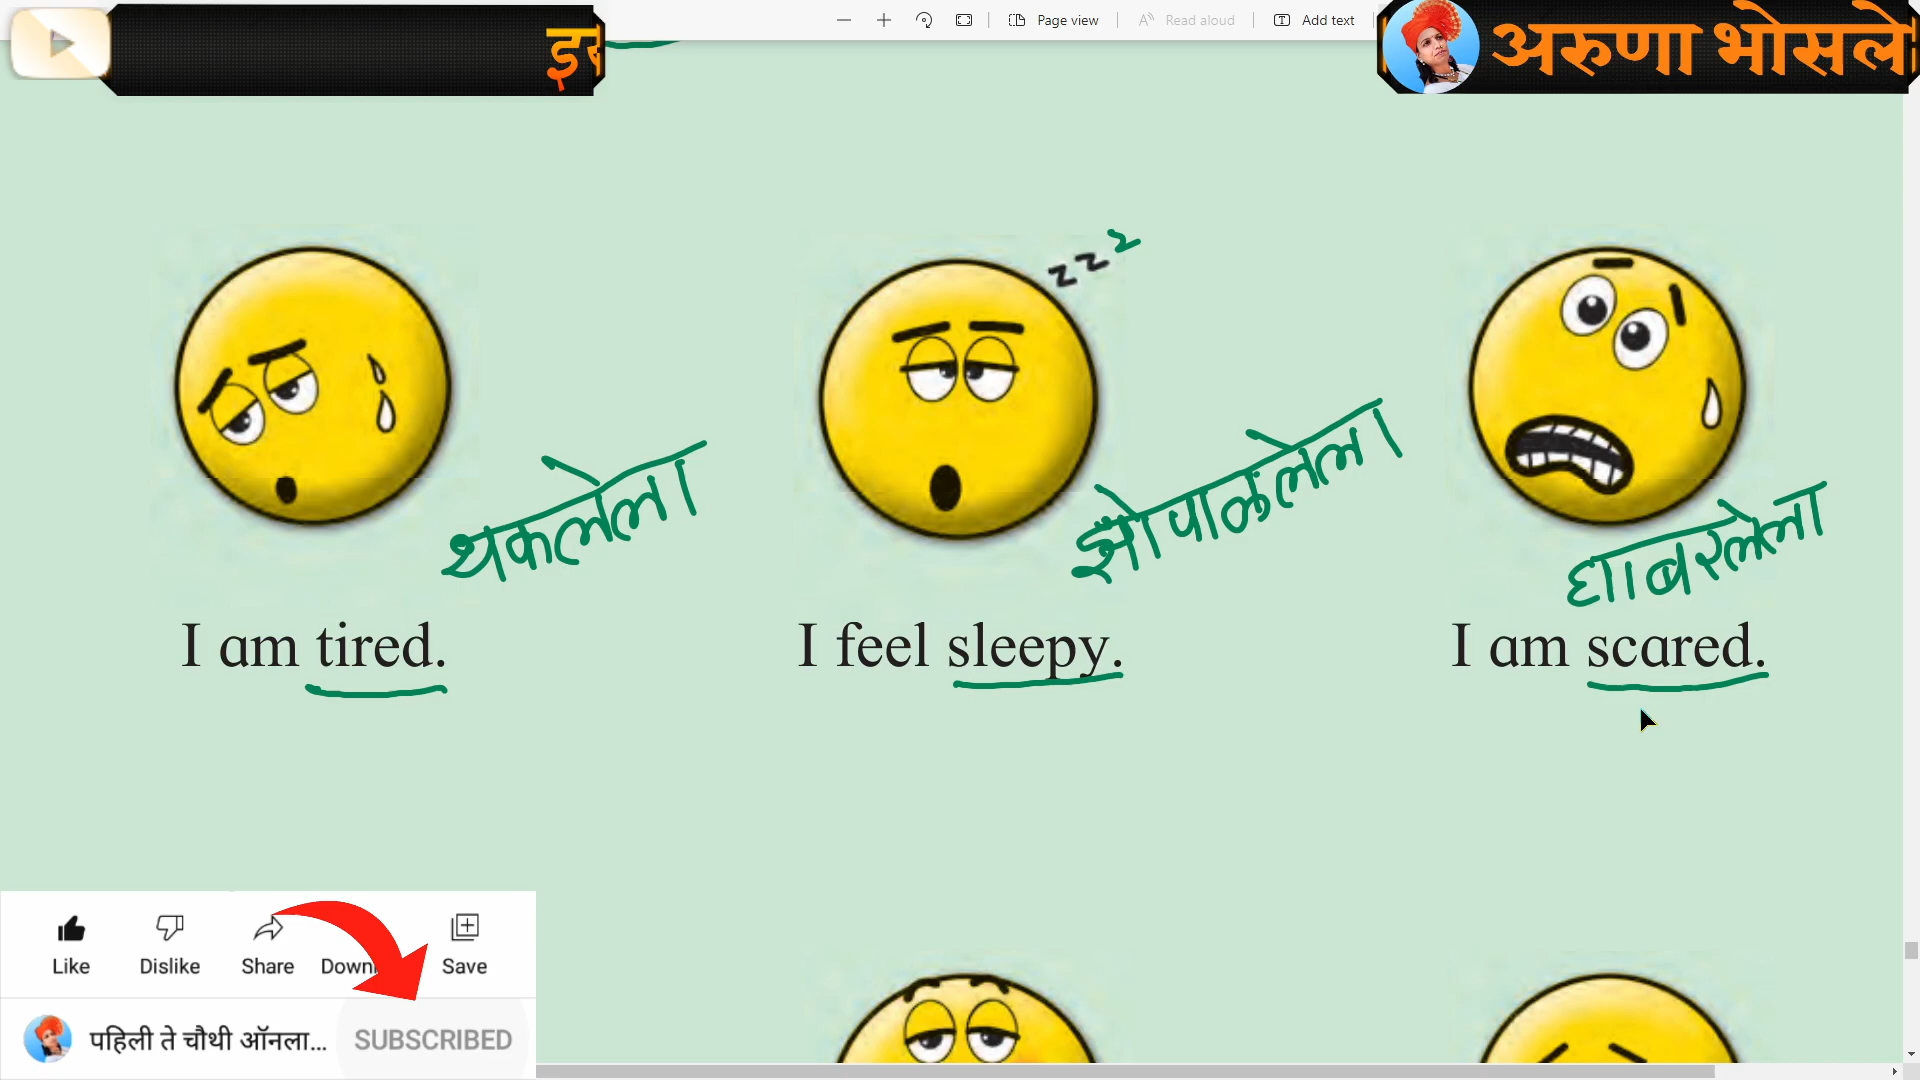 Page view
Read aloud
Add text
अरुणा भोसले
z z z
थकलेला
झोपाळलेला
घाबरलेला
I am tired.
I feel sleepy.
I am scared.
Like
Dislike
Share
Save
पहिली ते चौथी ऑनला...
SUBSCRIBED